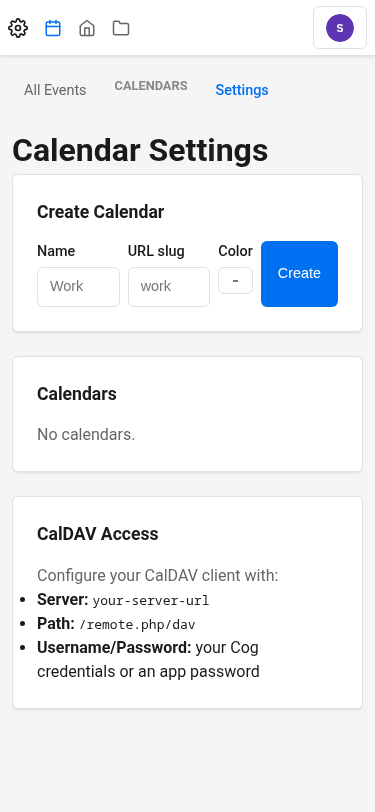 S
All Events
CALENDARS
Settings
Calendar Settings
Create Calendar
Name
URL slug
Color
Work
work
-
Create
Calendars
No calendars.
CalDAV Access
Configure your CalDAV client with:
Server: your-server-url
Path: /remote.php/dav
Username/Password: your Cog
credentials or an app password